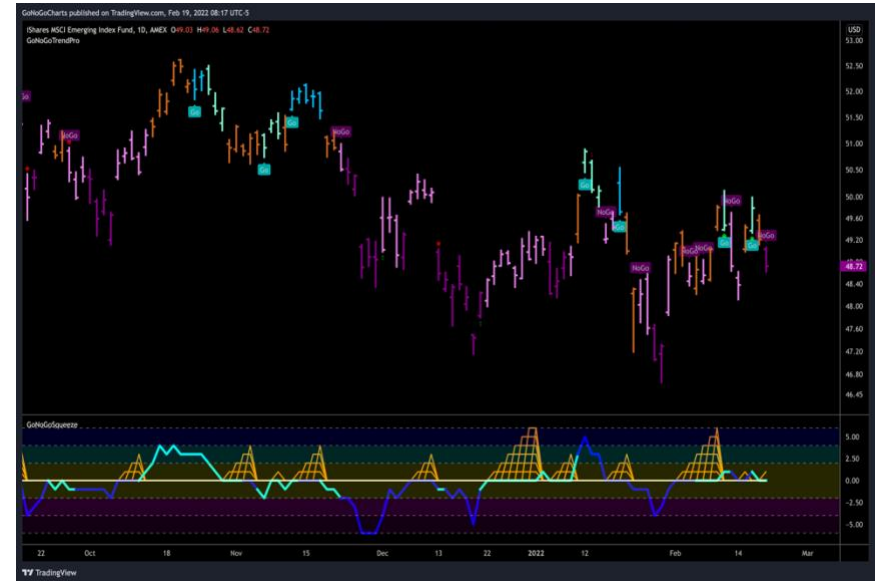 GoNoGoCharts published on TradingView.com, Feb 19, 2022 08:17 UTC-5
iShares MSCI Emerging Index Fund, 1D, AMEX O49.03 H49.06 L48.62 C48.72
GoNoGoTrendPro
USD
53.00
52.50
52.00
51.50
51.00
50.50
50.00
49.60
49.20
48.72
48.40
48.00
47.60
47.20
46.80
46.45
Go
NoGo
Go
Go
Go
NoGo
Go
NoGo
Go
NoGo
NoGo
NoGo
NoGo
Go
Go
NoGo
GoNoGoSqueeze
5.00
2.50
0.00
-2.50
-5.00
22 Oct 18 Nov 15 Dec 13 22 2022 12 Feb 14 Mar
TradingView